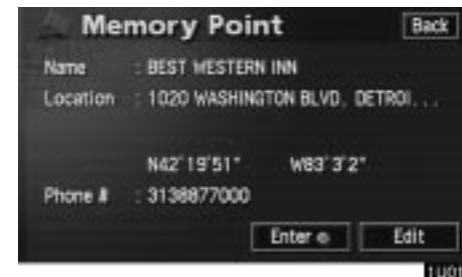 Memory Point
Back
Name : BEST WESTERN INN
Location : 1020 WASHINGTON BLVD, DETROI...
N42°19'51" W83°3'2"
Phone # : 3138877000
Enter Edit